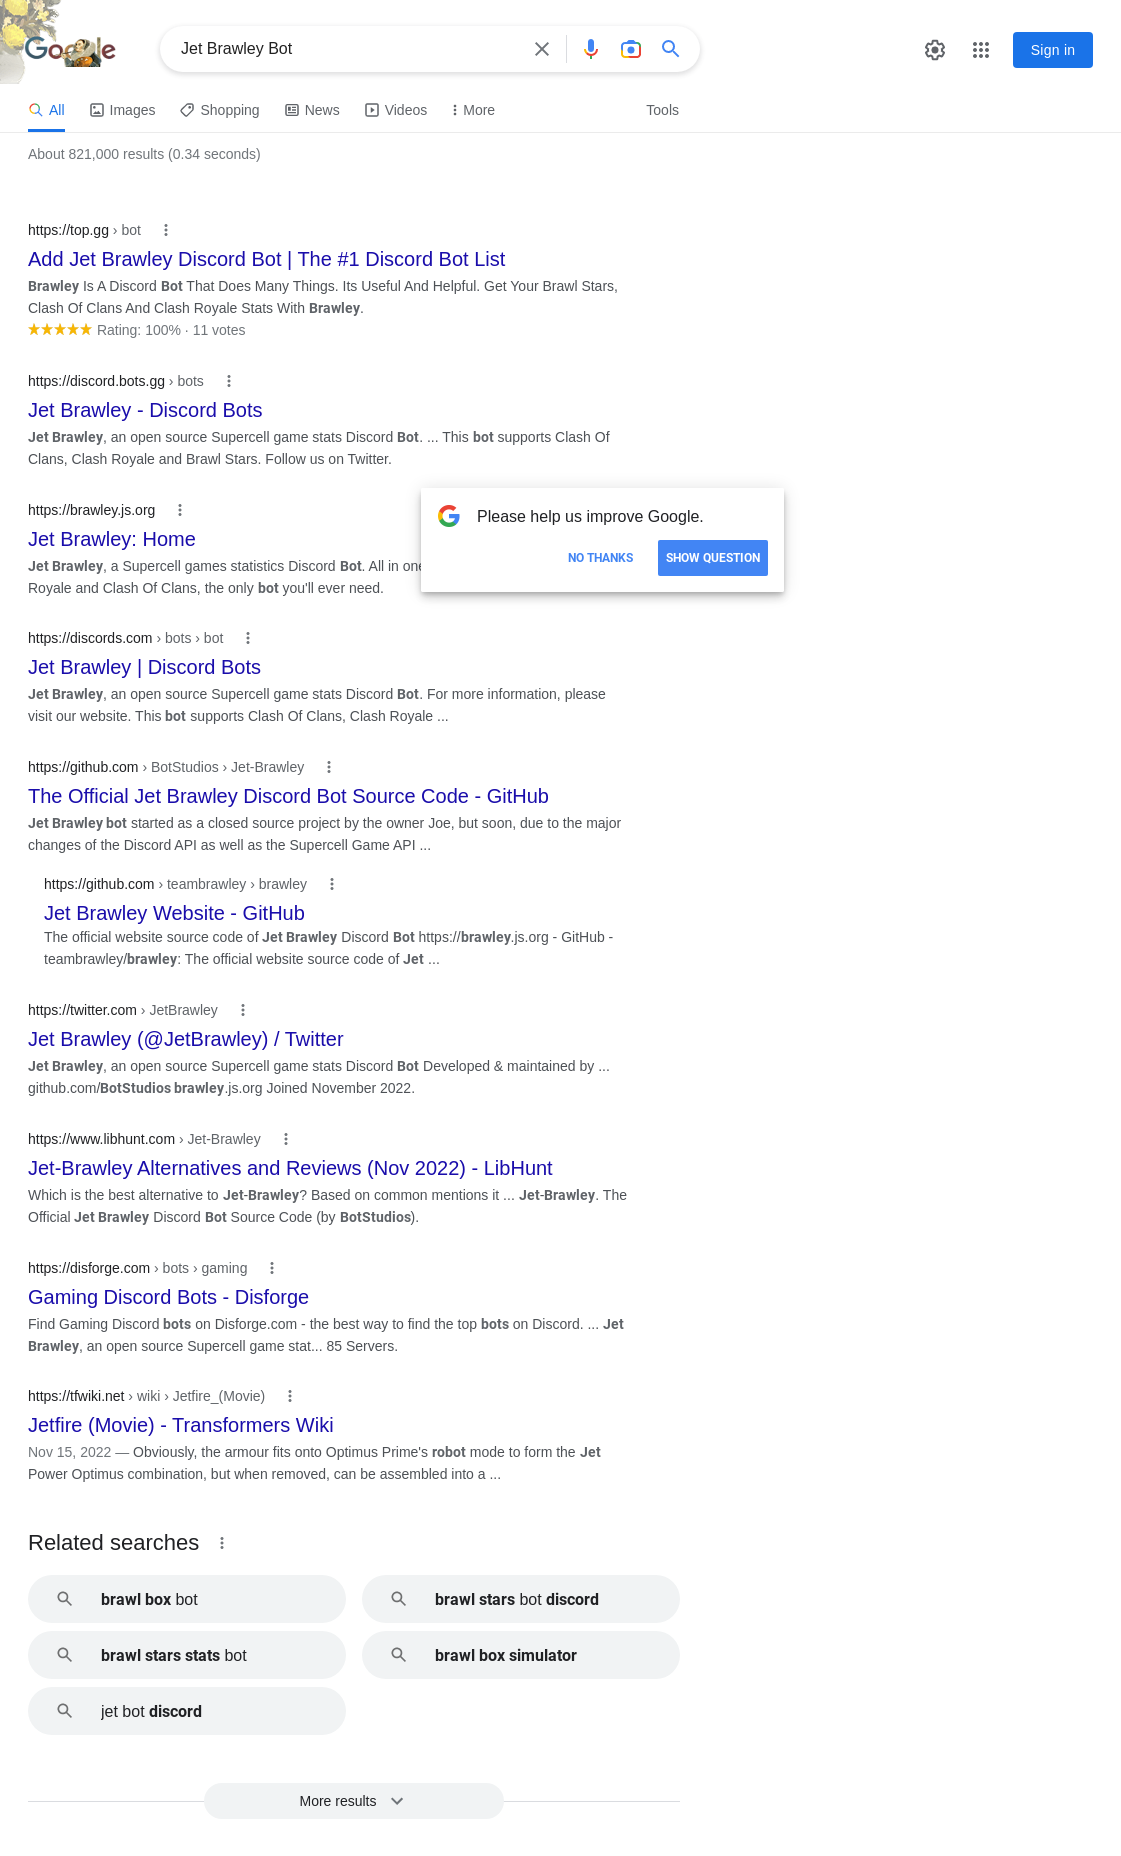 Google
Jet Brawley Bot
Sign in
All
Images
Shopping
News
Videos
More
Tools
About 821,000 results (0.34 seconds)
https://top.gg › bot
Add Jet Brawley Discord Bot | The #1 Discord Bot List
Brawley Is A Discord Bot That Does Many Things. Its Useful And Helpful. Get Your Brawl Stars,
Clash Of Clans And Clash Royale Stats With Brawley.
Rating: 100% · 11 votes
https://discord.bots.gg › bots
Jet Brawley - Discord Bots
Jet Brawley, an open source Supercell game stats Discord Bot. ... This bot supports Clash Of
Clans, Clash Royale and Brawl Stars. Follow us on Twitter.
https://brawley.js.org
Jet Brawley: Home
Jet Brawley, a Supercell games statistics Discord Bot. All in one
Royale and Clash Of Clans, the only bot you'll ever need.
Please help us improve Google.
NO THANKS
SHOW QUESTION
https://discords.com › bots › bot
Jet Brawley | Discord Bots
Jet Brawley, an open source Supercell game stats Discord Bot. For more information, please
visit our website. This bot supports Clash Of Clans, Clash Royale ...
https://github.com › BotStudios › Jet-Brawley
The Official Jet Brawley Discord Bot Source Code - GitHub
Jet Brawley bot started as a closed source project by the owner Joe, but soon, due to the major
changes of the Discord API as well as the Supercell Game API ...
https://github.com › teambrawley › brawley
Jet Brawley Website - GitHub
The official website source code of Jet Brawley Discord Bot https://brawley.js.org - GitHub -
teambrawley/brawley: The official website source code of Jet ...
https://twitter.com › JetBrawley
Jet Brawley (@JetBrawley) / Twitter
Jet Brawley, an open source Supercell game stats Discord Bot Developed & maintained by ...
github.com/BotStudios brawley.js.org Joined November 2022.
https://www.libhunt.com › Jet-Brawley
Jet-Brawley Alternatives and Reviews (Nov 2022) - LibHunt
Which is the best alternative to Jet-Brawley? Based on common mentions it ... Jet-Brawley. The
Official Jet Brawley Discord Bot Source Code (by BotStudios).
https://disforge.com › bots › gaming
Gaming Discord Bots - Disforge
Find Gaming Discord bots on Disforge.com - the best way to find the top bots on Discord. ... Jet
Brawley, an open source Supercell game stat... 85 Servers.
https://tfwiki.net › wiki › Jetfire_(Movie)
Jetfire (Movie) - Transformers Wiki
Nov 15, 2022 — Obviously, the armour fits onto Optimus Prime's robot mode to form the Jet
Power Optimus combination, but when removed, can be assembled into a ...
Related searches
brawl box bot
brawl stars bot discord
brawl stars stats bot
brawl box simulator
jet bot discord
More results